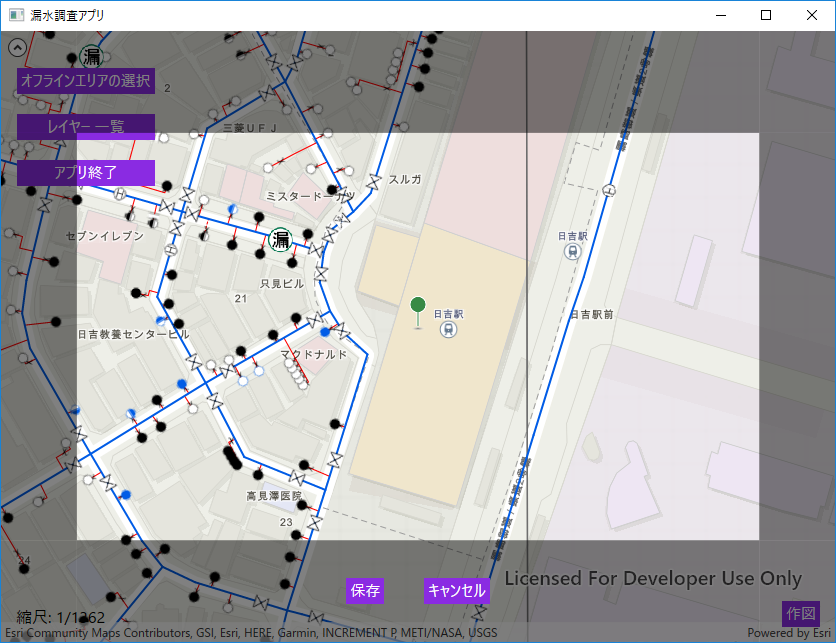 漏水調査アプリ
漏
オフラインエリアの選択
2
レイヤー 一覧
三菱ＵＦＪ
アプリ終了
スルガ
ミスタードーナツ
セブンイレブン
漏
日吉駅
只見ビル
21
日吉駅
日吉駅前
日吉教養センタービル
マクドナルド
高見澤医院
23
24
保存
キャンセル
Licensed For Developer Use Only
縮尺: 1/1262
作図
Esri Community Maps Contributors, GSI, Esri, HERE, Garmin, INCREMENT P, METI/NASA, USGS
Powered by Esri